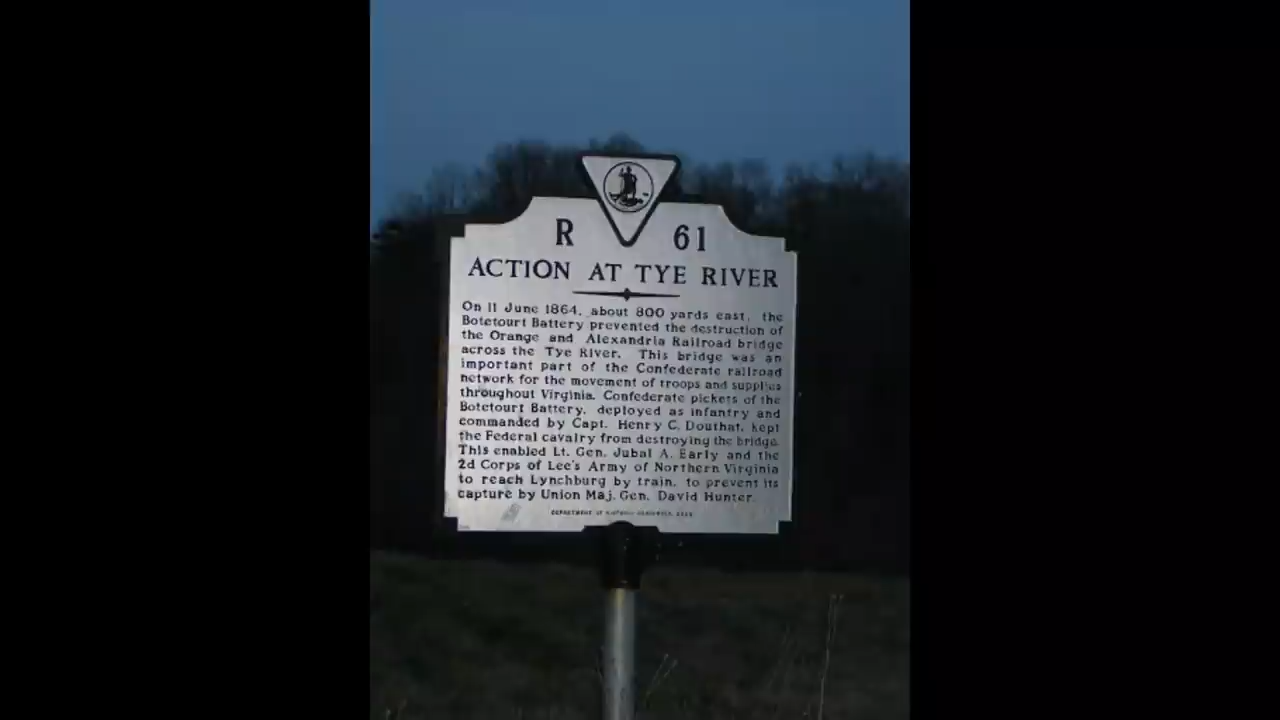 R 61
ACTION AT TYE RIVER
On 11 June 1864, about 800 yards east, the
Botetourt Battery prevented the destruction of
the Orange and Alexandria Railroad bridge
across the Tye River. This bridge was an
important part of the Confederate railroad
network for the movement of troops and supplies
throughout Virginia. Confederate pickets of the
Botetourt Battery, deployed as infantry and
commanded by Capt. Henry C. Douthat, kept
the Federal cavalry from destroying the bridge.
This enabled Lt. Gen. Jubal A. Early and the
2d Corps of Lee's Army of Northern Virginia
to reach Lynchburg by train, to prevent its
capture by Union Maj. Gen. David Hunter.
DEPARTMENT OF HISTORIC RESOURCES,